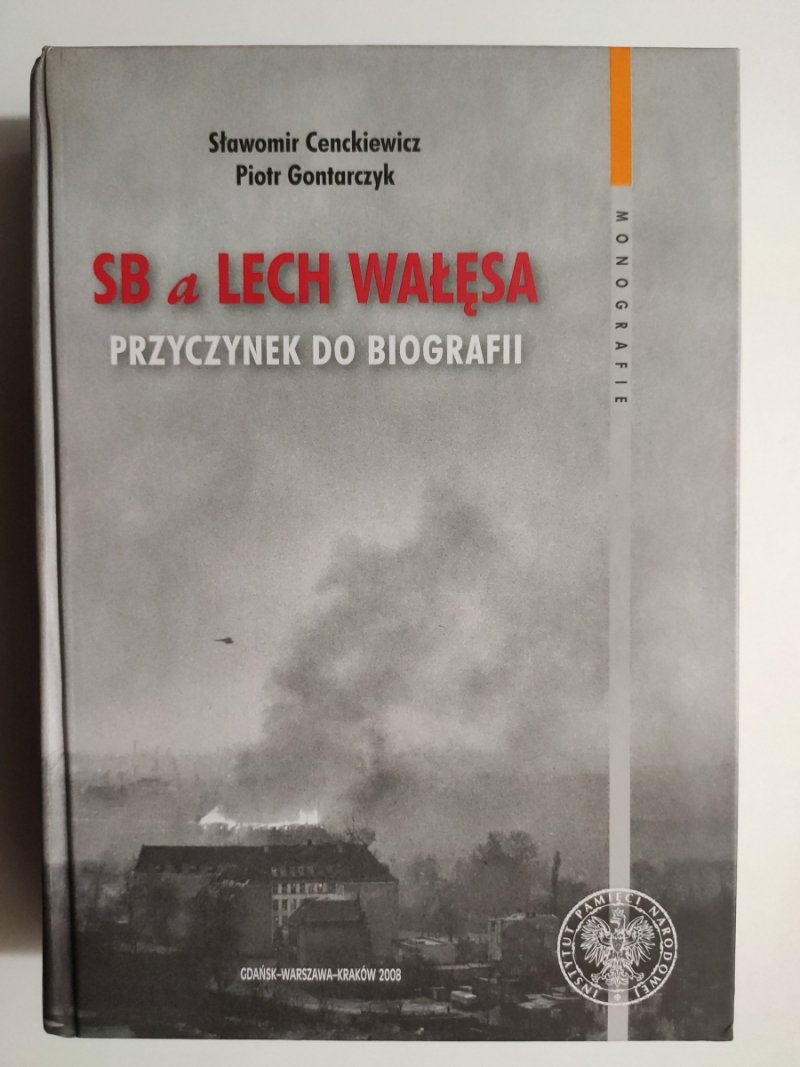 Sławomir Cenckiewicz
Piotr Gontarczyk
SB a LECH WAŁĘSA
PRZYCZYNEK DO BIOGRAFII
MONOGRAFIE
GDAŃSK–WARSZAWA–KRAKÓW 2008
INSTYTUT PAMIĘCI NARODOWEJ